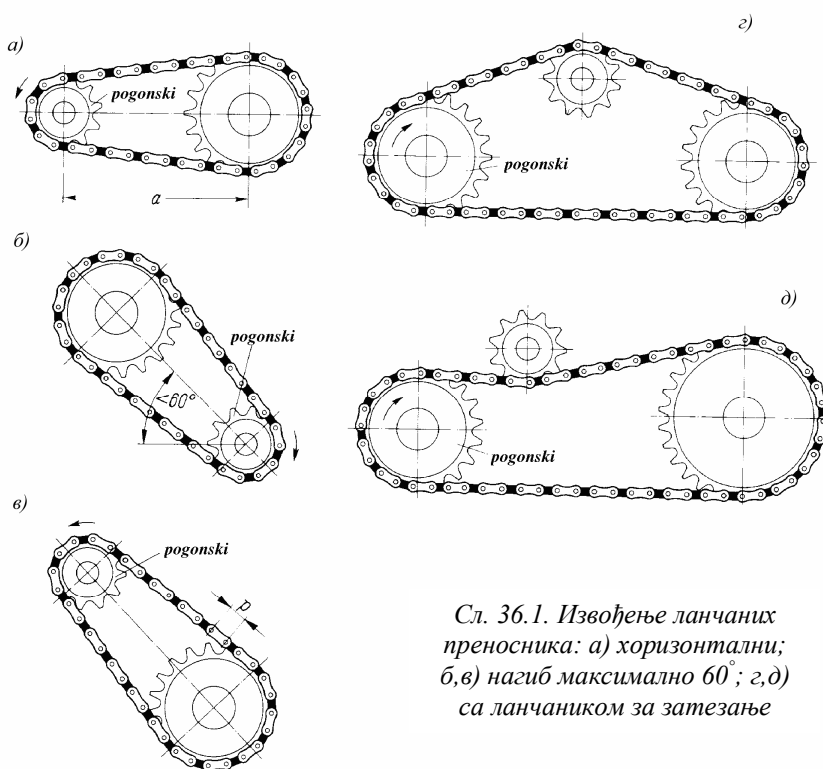 а)
pogonski
a
б)
pogonski
<60°
в)
pogonski
p
г)
pogonski
д)
pogonski
Сл. 36.1. Извођење ланчаних
преносника: а) хоризонтални;
б,в) нагиб максимално 60°; г,д)
са ланчаником за затезање